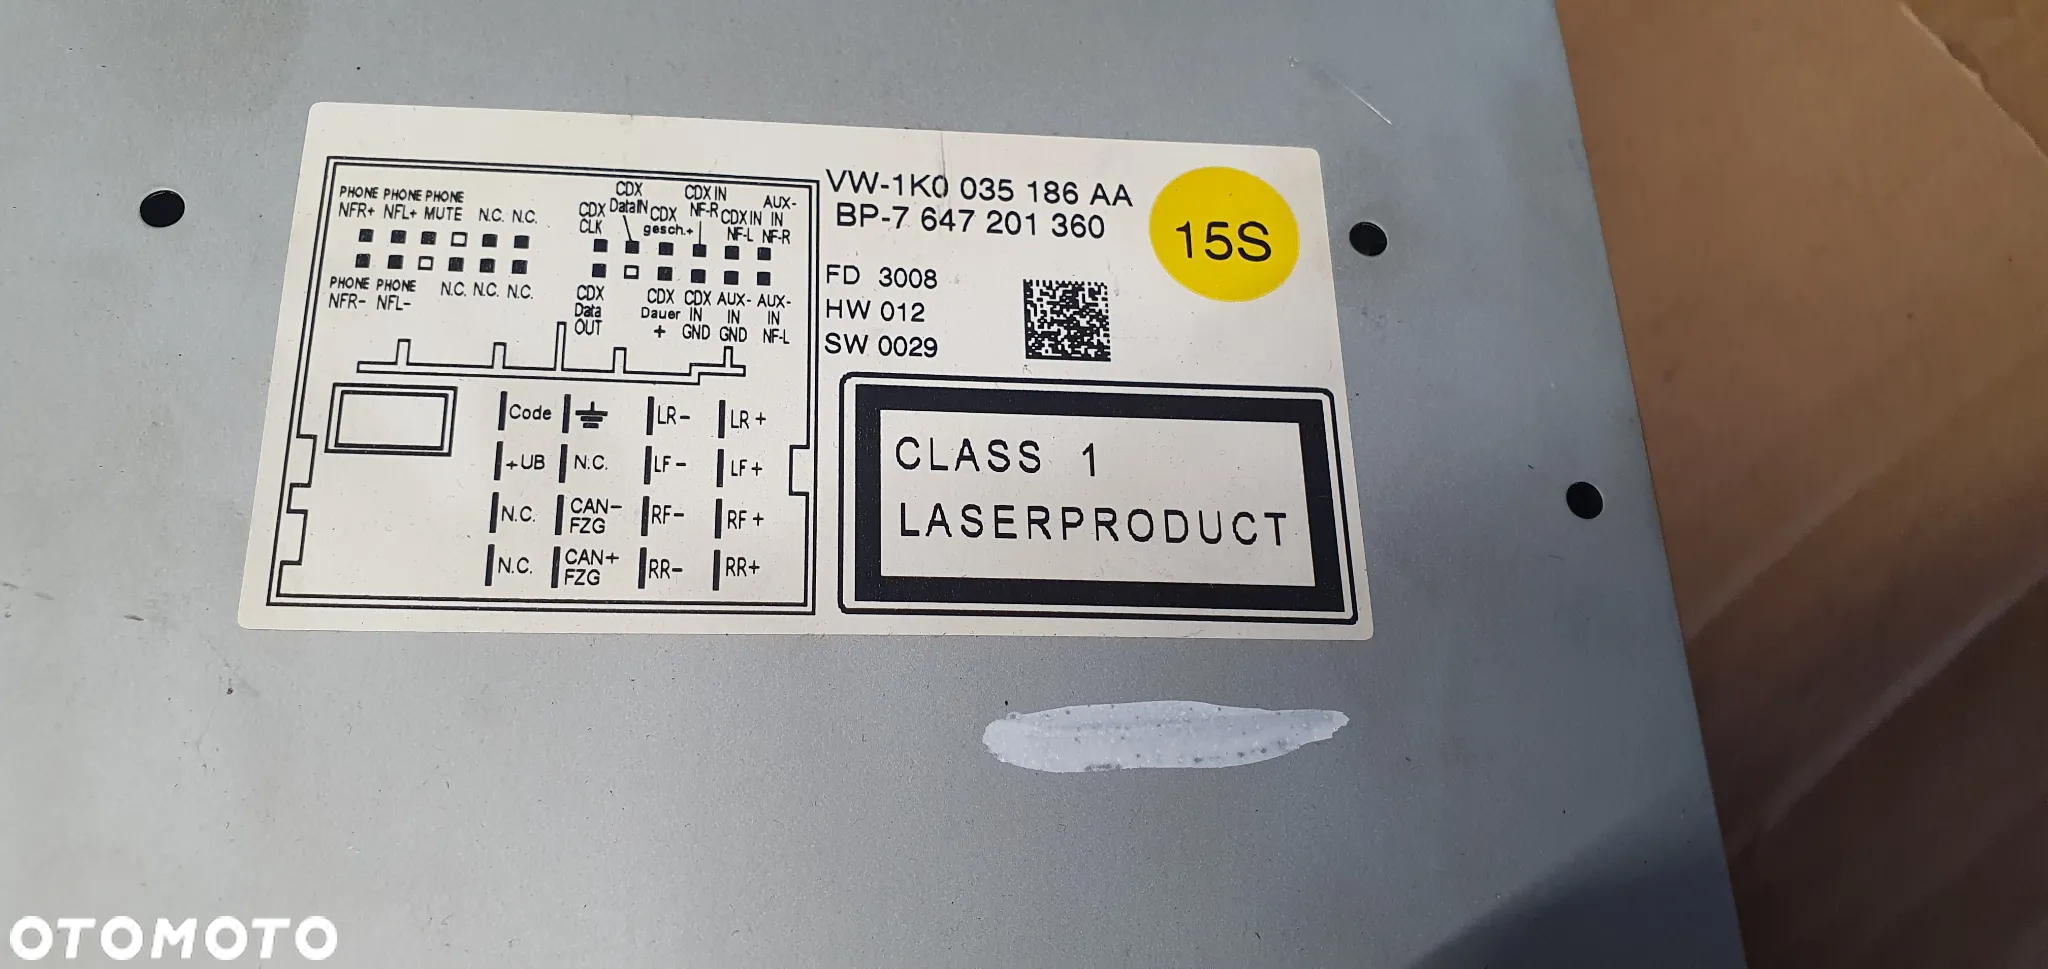 PHONE PHONE PHONE
NFR+ NFL+ MUTE N.C. N.C.
PHONE PHONE
NFR- NFL-
N.C. N.C. N.C.
CDX
CLK
CDX
DataIN
CDX
gesch.+
CDX IN
NF-R
CDX IN
NF-L
AUX-
IN
NF-R
CDX
Data
OUT
CDX
Dauer
+
CDX
IN
GND
AUX-
IN
GND
AUX-
IN
NF-L
Code LR- LR+
+UB N.C. LF- LF+
N.C. CAN-
FZG RF- RF+
N.C. CAN+
FZG RR- RR+
VW-1K0 035 186 AA
BP-7 647 201 360
FD 3008
HW 012
SW 0029
15S
CLASS 1
LASERPRODUCT
OTOMOTO